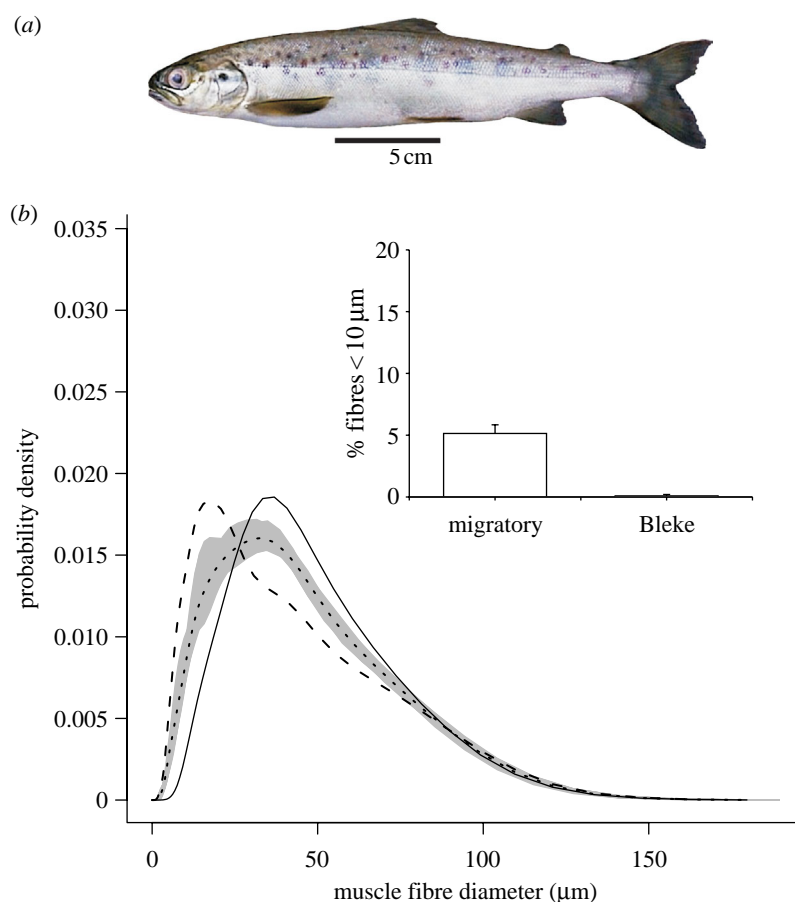 (a)
5 cm
(b)
probability density
0.035
0.030
0.025
0.020
0.015
0.010
0.005
0
0
50
100
150
muscle fibre diameter (µm)
% fibres < 10 µm
20
15
10
5
0
migratory
Bleke